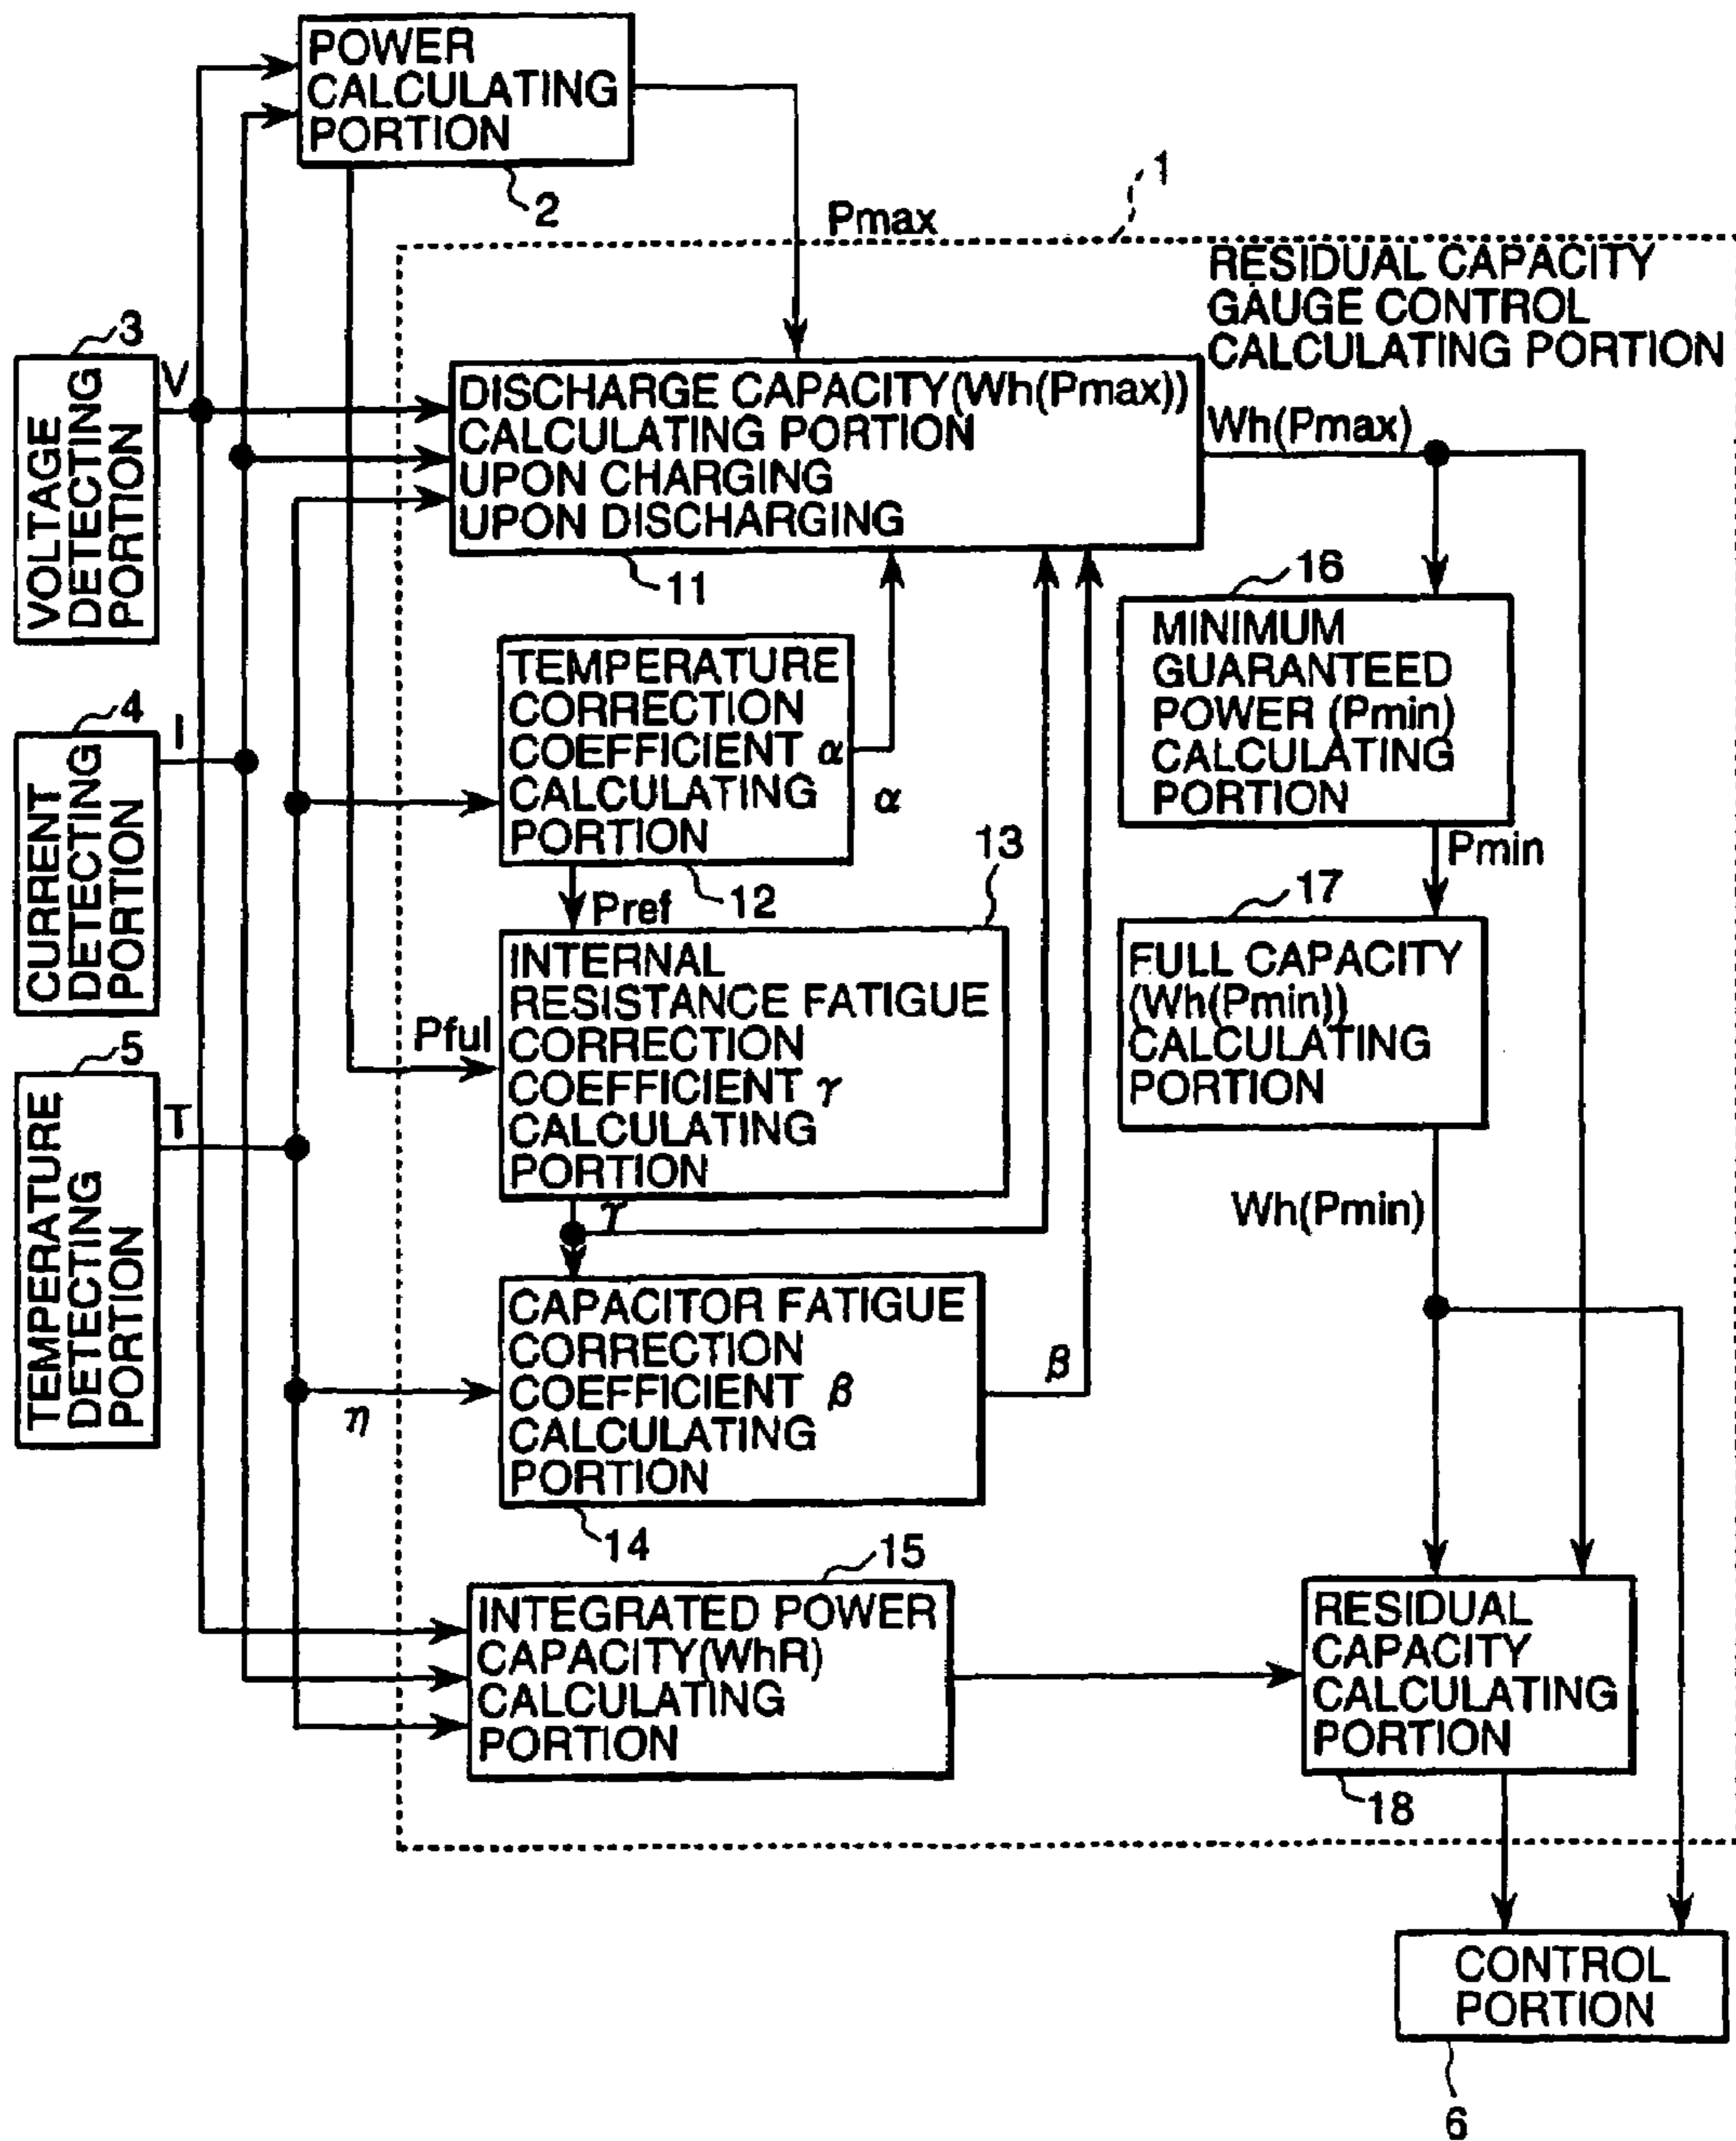 POWER
CALCULATING
PORTION
2
Pmax
1
RESIDUAL CAPACITY
GAUGE CONTROL
CALCULATING PORTION
3
VOLTAGE
DETECTING
PORTION
V
DISCHARGE CAPACITY(Wh(Pmax))
CALCULATING PORTION
UPON CHARGING
UPON DISCHARGING
11
Wh(Pmax)
16
MINIMUM
GUARANTEED
POWER (Pmin)
CALCULATING
PORTION
Pmin
4
CURRENT
DETECTING
PORTION
I
TEMPERATURE
CORRECTION
COEFFICIENT α
CALCULATING
PORTION
α
12
Pref
13
INTERNAL
RESISTANCE FATIGUE
CORRECTION
COEFFICIENT γ
CALCULATING
PORTION
Pful
γ
17
FULL CAPACITY
(Wh(Pmin))
CALCULATING
PORTION
Wh(Pmin)
5
TEMPERATURE
DETECTING
PORTION
T
η
CAPACITOR FATIGUE
CORRECTION
COEFFICIENT β
CALCULATING
PORTION
β
14
15
INTEGRATED POWER
CAPACITY(WhR)
CALCULATING
PORTION
RESIDUAL
CAPACITY
CALCULATING
PORTION
18
CONTROL
PORTION
6